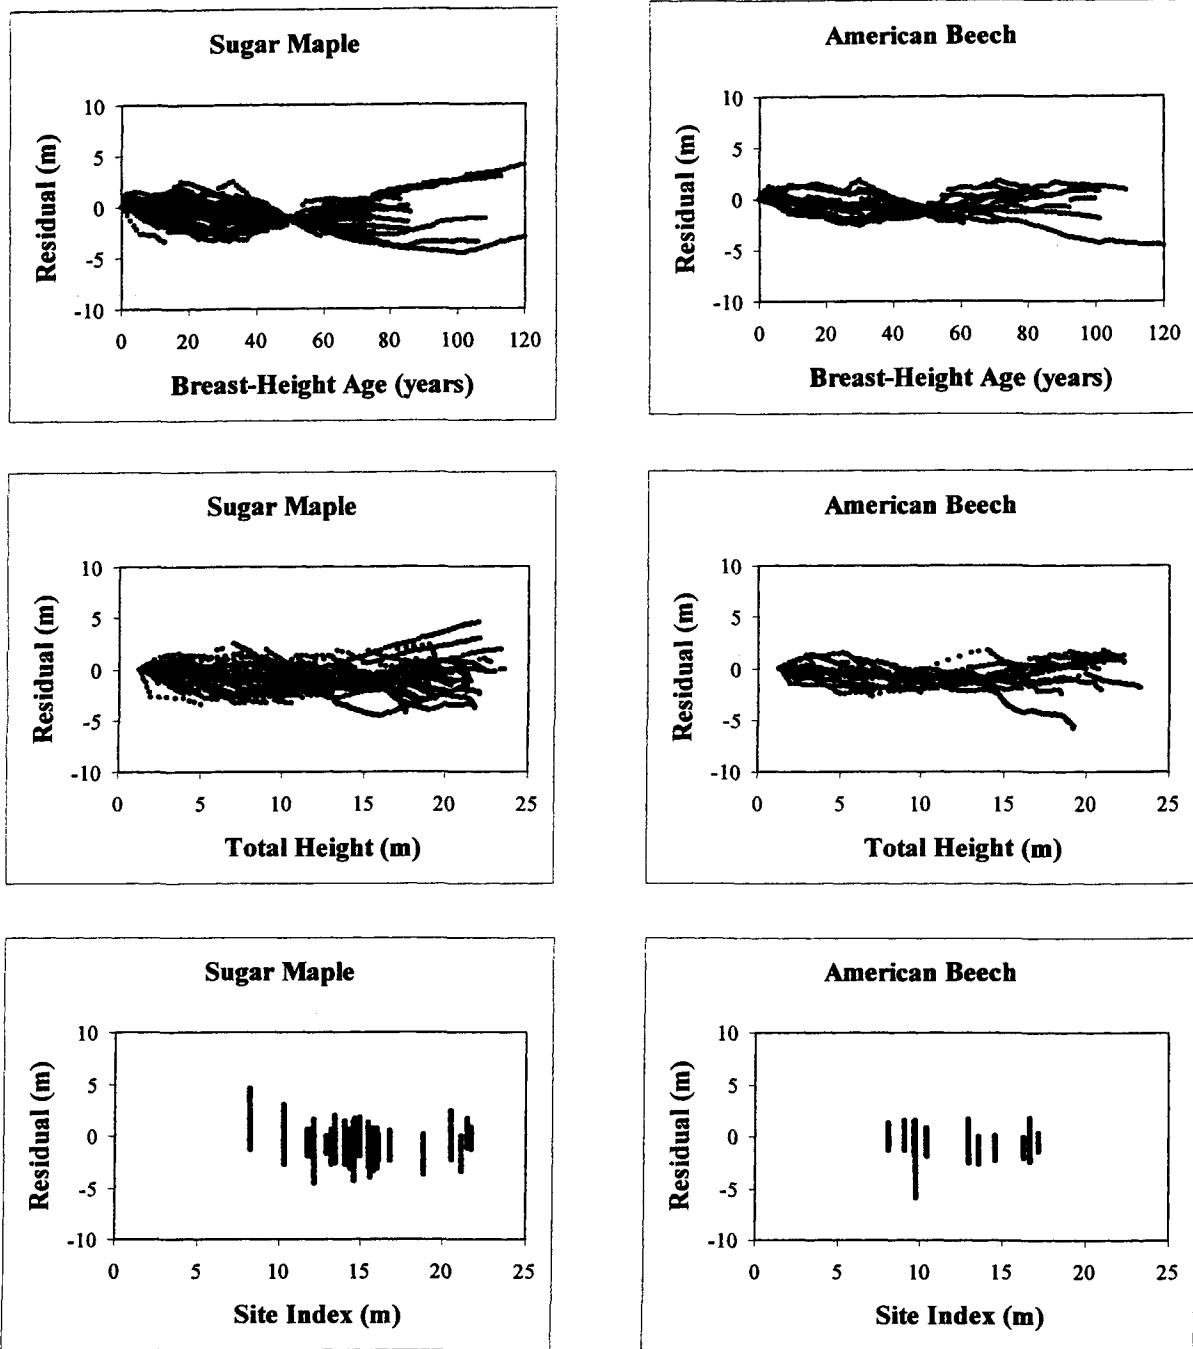 Sugar Maple
10
5
0
-5
-10
Residual (m)
0 20 40 60 80 100 120
Breast-Height Age (years)
American Beech
10
5
0
-5
-10
Residual (m)
0 20 40 60 80 100 120
Breast-Height Age (years)
Sugar Maple
10
5
0
-5
-10
Residual (m)
0 5 10 15 20 25
Total Height (m)
American Beech
10
5
0
-5
-10
Residual (m)
0 5 10 15 20 25
Total Height (m)
Sugar Maple
10
5
0
-5
-10
Residual (m)
0 5 10 15 20 25
Site Index (m)
American Beech
10
5
0
-5
-10
Residual (m)
0 5 10 15 20 25
Site Index (m)